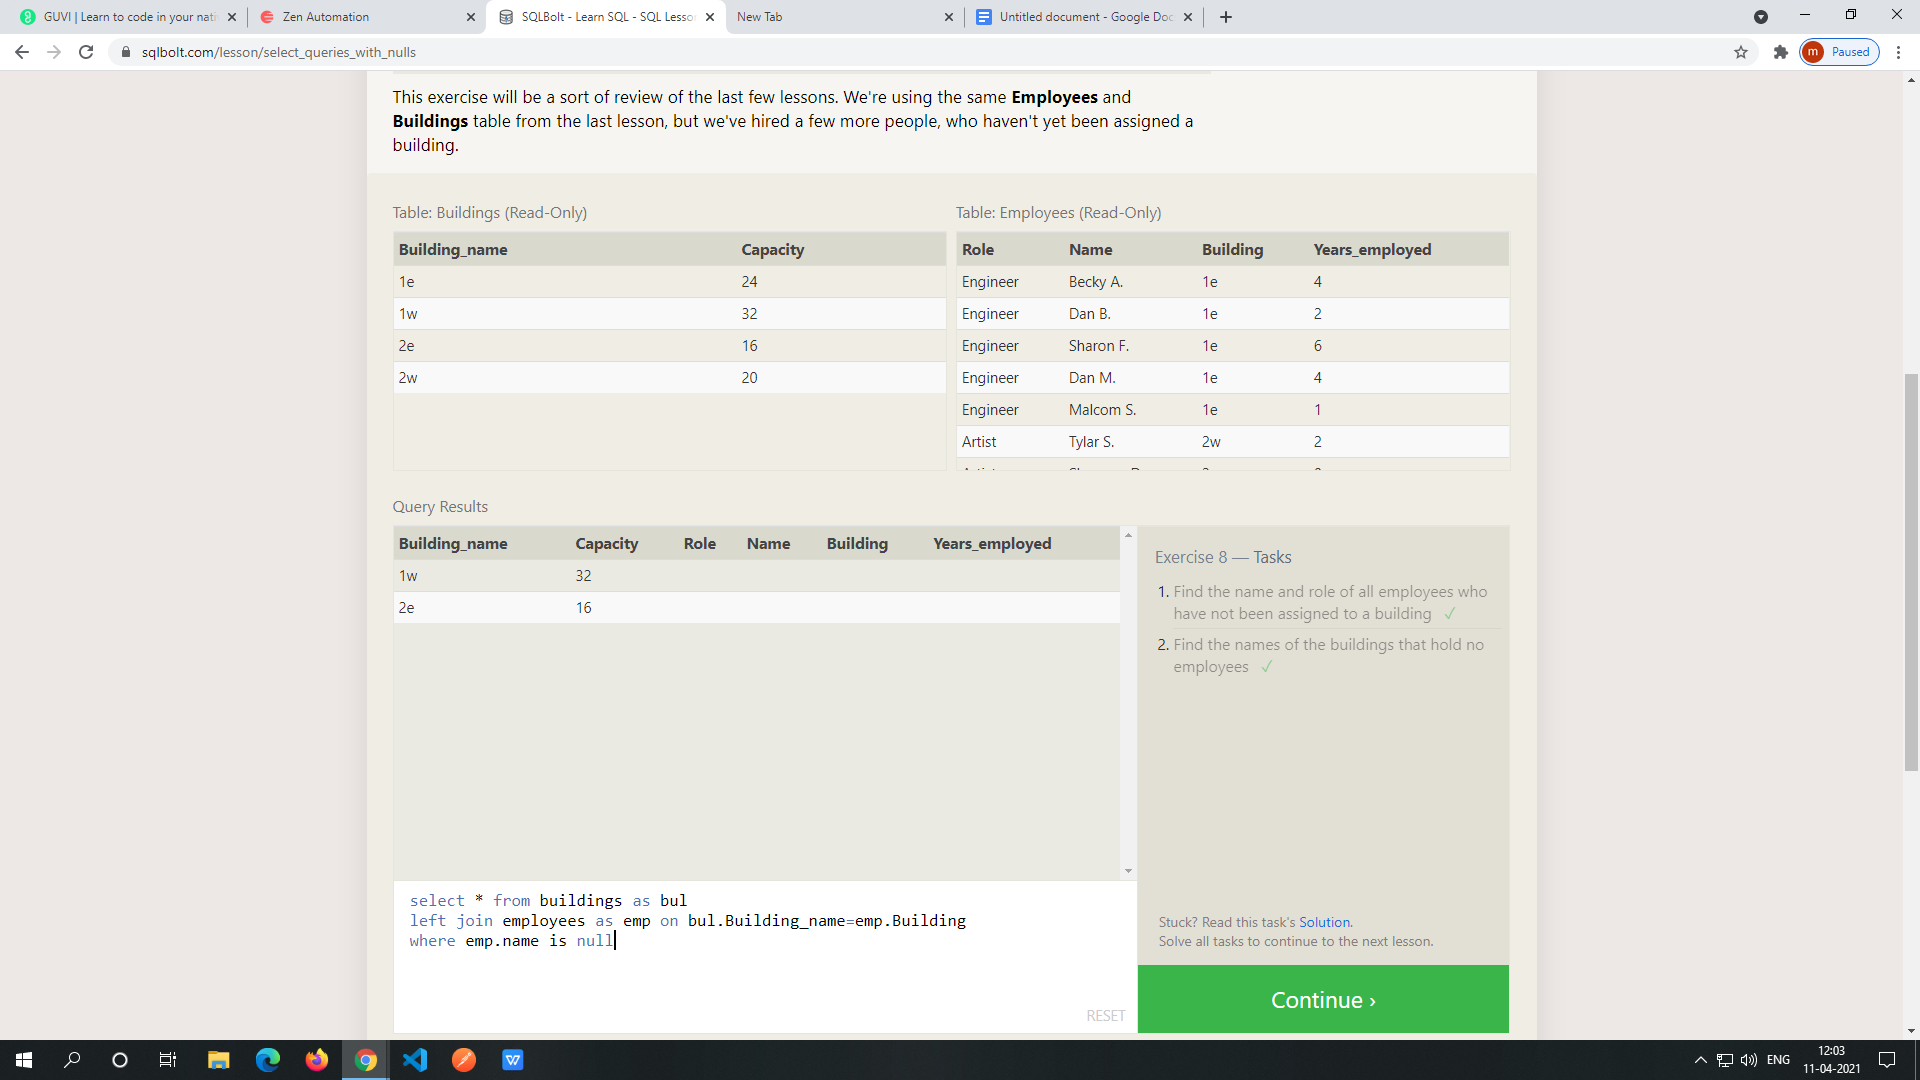 GUVI | Learn to code in your nati
Zen Automation
SQLBolt - Learn SQL - SQL Lesso
New Tab
Untitled document - Google Doc
sqlbolt.com/lesson/select_queries_with_nulls
m Paused
This exercise will be a sort of review of the last few lessons. We're using the same Employees and
Buildings table from the last lesson, but we've hired a few more people, who haven't yet been assigned a
building.
Table: Buildings (Read-Only)
Building_name Capacity
1e 24
1w 32
2e 16
2w 20
Table: Employees (Read-Only)
Role Name Building Years_employed
Engineer Becky A. 1e 4
Engineer Dan B. 1e 2
Engineer Sharon F. 1e 6
Engineer Dan M. 1e 4
Engineer Malcom S. 1e 1
Artist Tylar S. 2w 2
Query Results
Building_name Capacity Role Name Building Years_employed
1w 32
2e 16
Exercise 8 — Tasks
1. Find the name and role of all employees who
have not been assigned to a building ✓
2. Find the names of the buildings that hold no
employees ✓
select * from buildings as bul
left join employees as emp on bul.Building_name=emp.Building
where emp.name is null
RESET
Stuck? Read this task's Solution.
Solve all tasks to continue to the next lesson.
Continue ›
ENG
12:03
11-04-2021